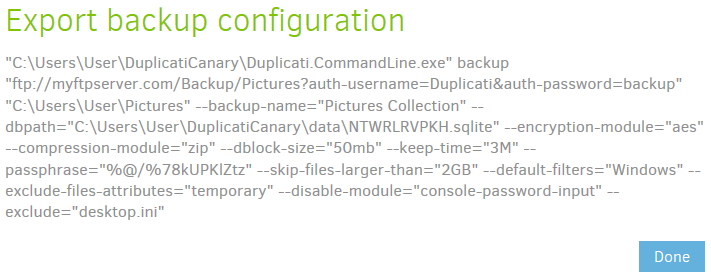 Export backup configuration
"C:\Users\User\DuplicatiCanary\Duplicati.CommandLine.exe" backup
"ftp://myftpserver.com/Backup/Pictures?auth-username=Duplicati&auth-password=backup"
"C:\Users\User\Pictures" --backup-name="Pictures Collection" --
dbpath="C:\Users\User\DuplicatiCanary\data\NTWRLRVPKH.sqlite" --encryption-module="aes"
--compression-module="zip" --dblock-size="50mb" --keep-time="3M" --
passphrase="%@/%78kUPKlZtz" --skip-files-larger-than="2GB" --default-filters="Windows" --
exclude-files-attributes="temporary" --disable-module="console-password-input" --
exclude="desktop.ini"
Done